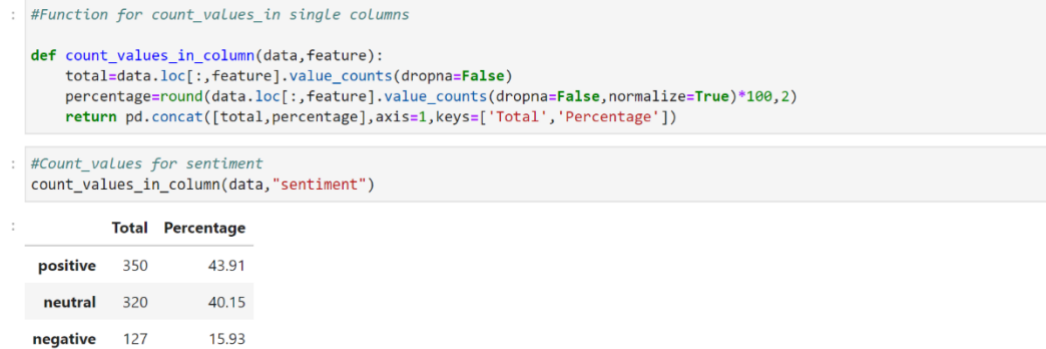 #Function for count_values_in single columns
def count_values_in_column(data,feature):
    total=data.loc[:,feature].value_counts(dropna=False)
    percentage=round(data.loc[:,feature].value_counts(dropna=False,normalize=True)*100,2)
    return pd.concat([total,percentage],axis=1,keys=['Total','Percentage'])
#Count_values for sentiment
count_values_in_column(data,"sentiment")
Total Percentage
positive 350 43.91
neutral 320 40.15
negative 127 15.93